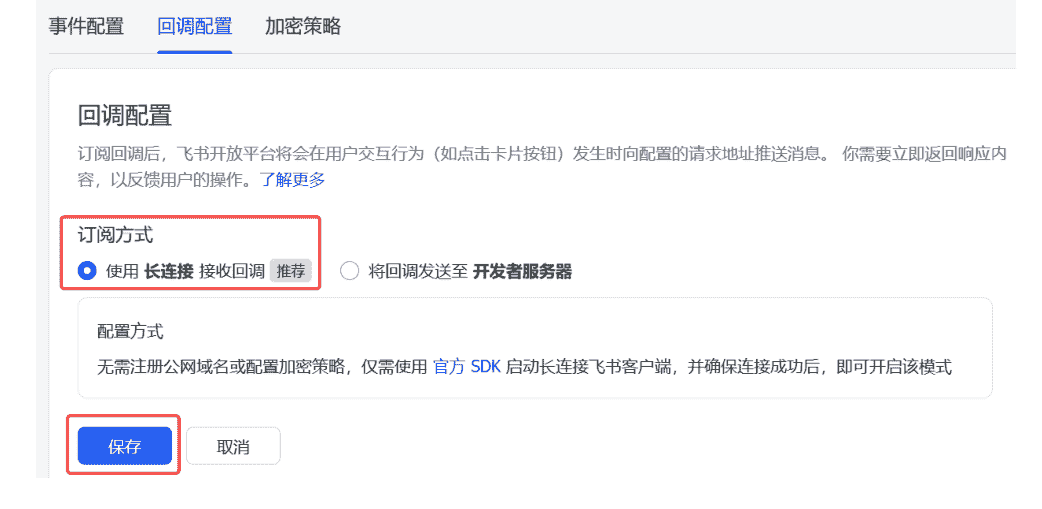 事件配置 回调配置 加密策略
回调配置
订阅回调后，飞书开放平台将会在用户交互行为（如点击卡片按钮）发生时向配置的请求地址推送消息。 你需要立即返回响应内
容，以反馈用户的操作。了解更多
订阅方式
使用 长连接 接收回调 推荐 将回调发送至 开发者服务器
配置方式
无需注册公网域名或配置加密策略，仅需使用 官方 SDK 启动长连接飞书客户端，并确保连接成功后，即可开启该模式
保存 取消